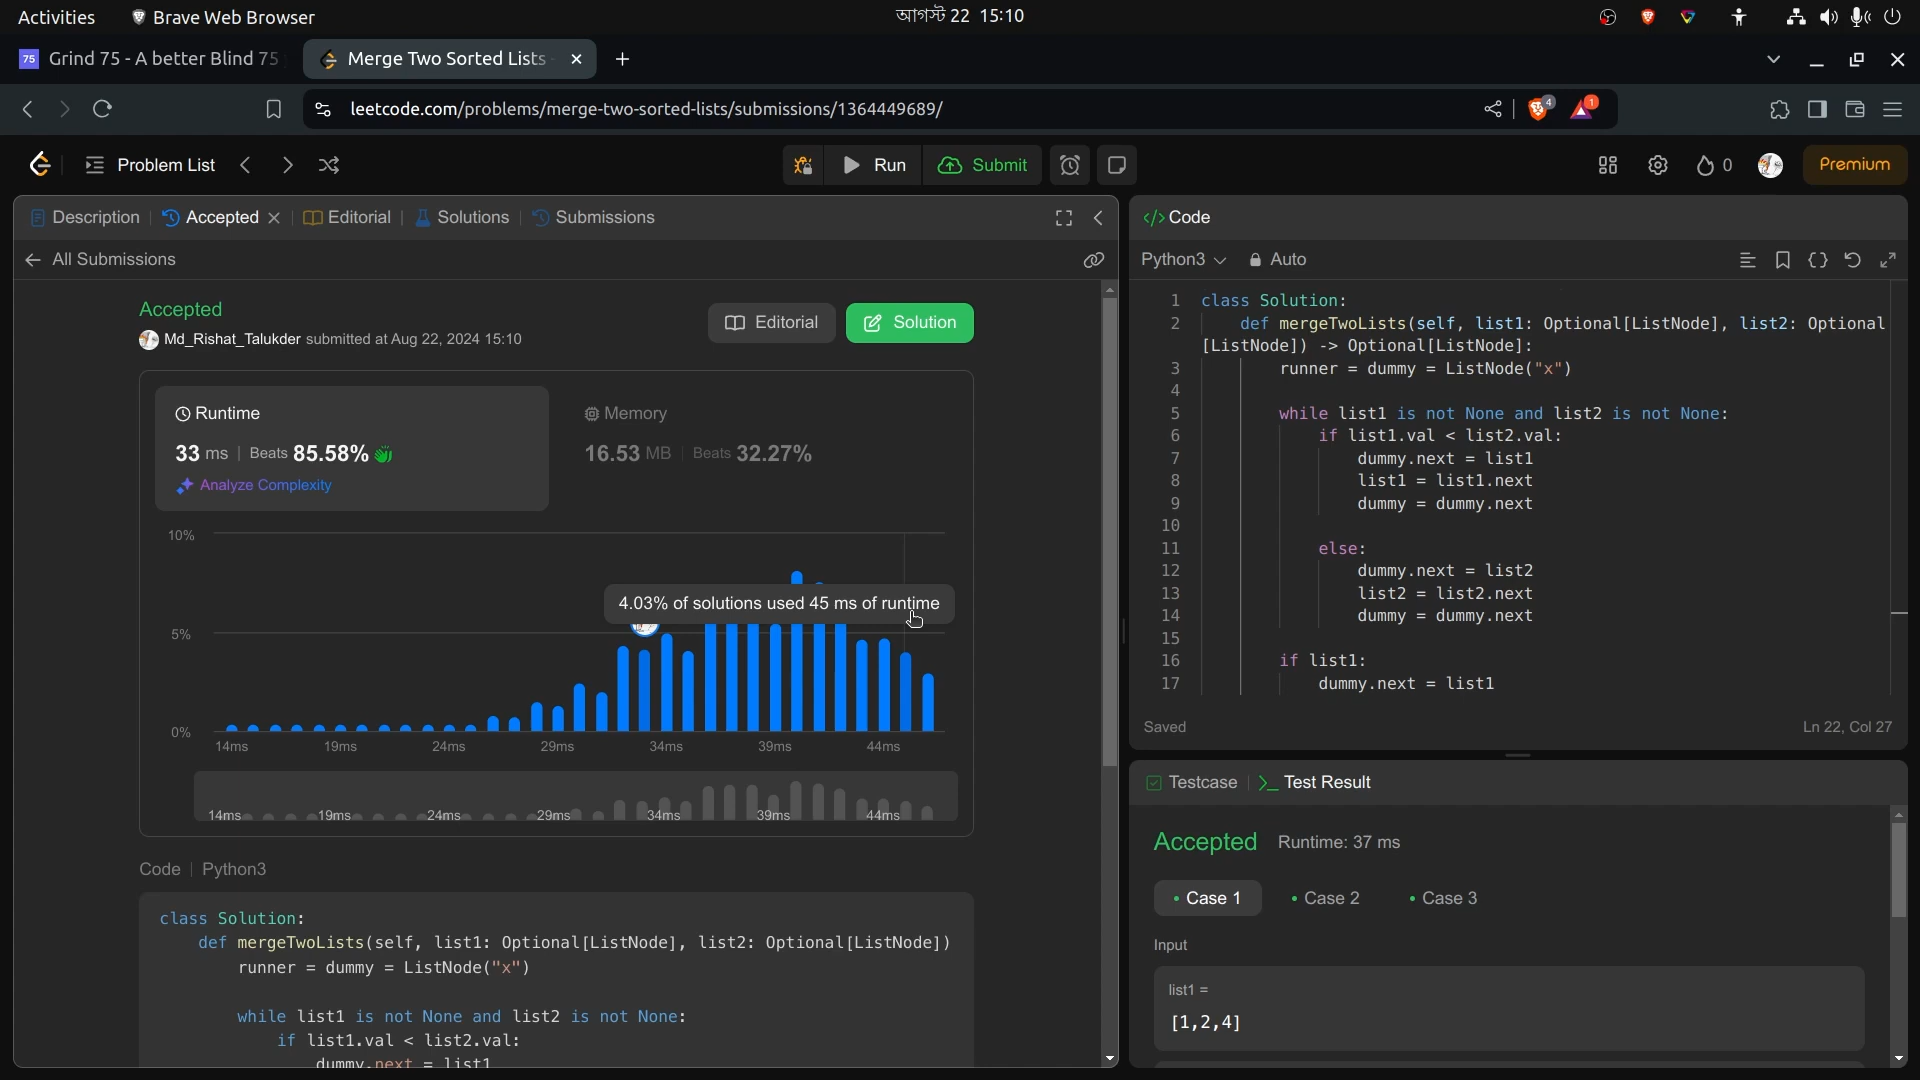 Activities
Brave Web Browser
আগস্ট 22 15:10
75
Grind 75 - A better Blind 75
Merge Two Sorted Lists -
leetcode.com/problems/merge-two-sorted-lists/submissions/1364449689/
4
1
Problem List
Run
Submit
0
Premium
Description
Accepted
Editorial
Solutions
Submissions
All Submissions
Accepted
Md_Rishat_Talukder submitted at Aug 22, 2024 15:10
Editorial
Solution
Runtime
33 ms | Beats 85.58%
Analyze Complexity
Memory
16.53 MB | Beats 32.27%
10%
4.03% of solutions used 45 ms of runtime
5%
0%
14ms 19ms 24ms 29ms 34ms 39ms 44ms
14ms 19ms 24ms 29ms 34ms 39ms 44ms
Code | Python3
class Solution:
def mergeTwoLists(self, list1: Optional[ListNode], list2: Optional[ListNode])
runner = dummy = ListNode("x")
while list1 is not None and list2 is not None:
if list1.val < list2.val:
dummy.next = list1
</> Code
Python3
Auto
1 class Solution:
2 def mergeTwoLists(self, list1: Optional[ListNode], list2: Optional
[ListNode]) -> Optional[ListNode]:
3 runner = dummy = ListNode("x")
4
5 while list1 is not None and list2 is not None:
6 if list1.val < list2.val:
7 dummy.next = list1
8 list1 = list1.next
9 dummy = dummy.next
10
11 else:
12 dummy.next = list2
13 list2 = list2.next
14 dummy = dummy.next
15
16 if list1:
17 dummy.next = list1
Saved
Ln 22, Col 27
Testcase
>_ Test Result
Accepted Runtime: 37 ms
• Case 1
• Case 2
• Case 3
Input
list1 =
[1,2,4]